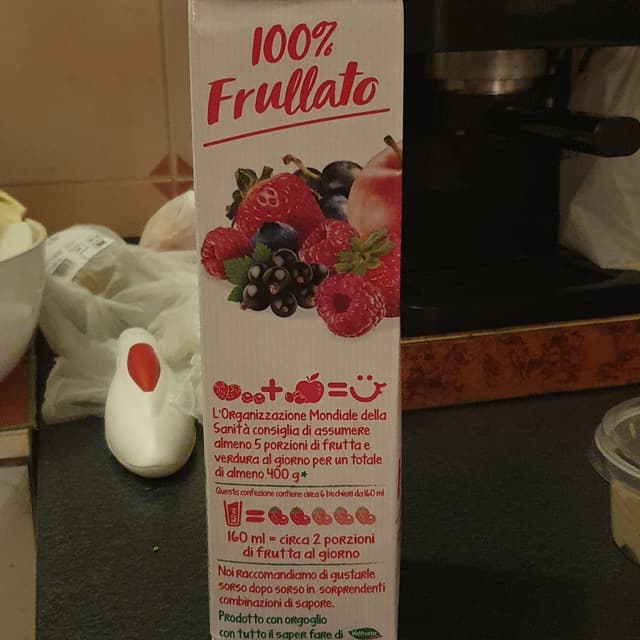 100%
Frullato
L'Organizzazione Mondiale della
Sanità consiglia di assumere
almeno 5 porzioni di frutta e
verdura al giorno per un totale
di almeno 400 g*
Questa confezione contiene circa 6 bicchieri da 160 ml
160 ml = circa 2 porzioni
di frutta al giorno
Noi raccomandiamo di gustarle
sorso dopo sorso in sorprendenti
combinazioni di sapore.
Prodotto con orgoglio
con tutto il saper fare di